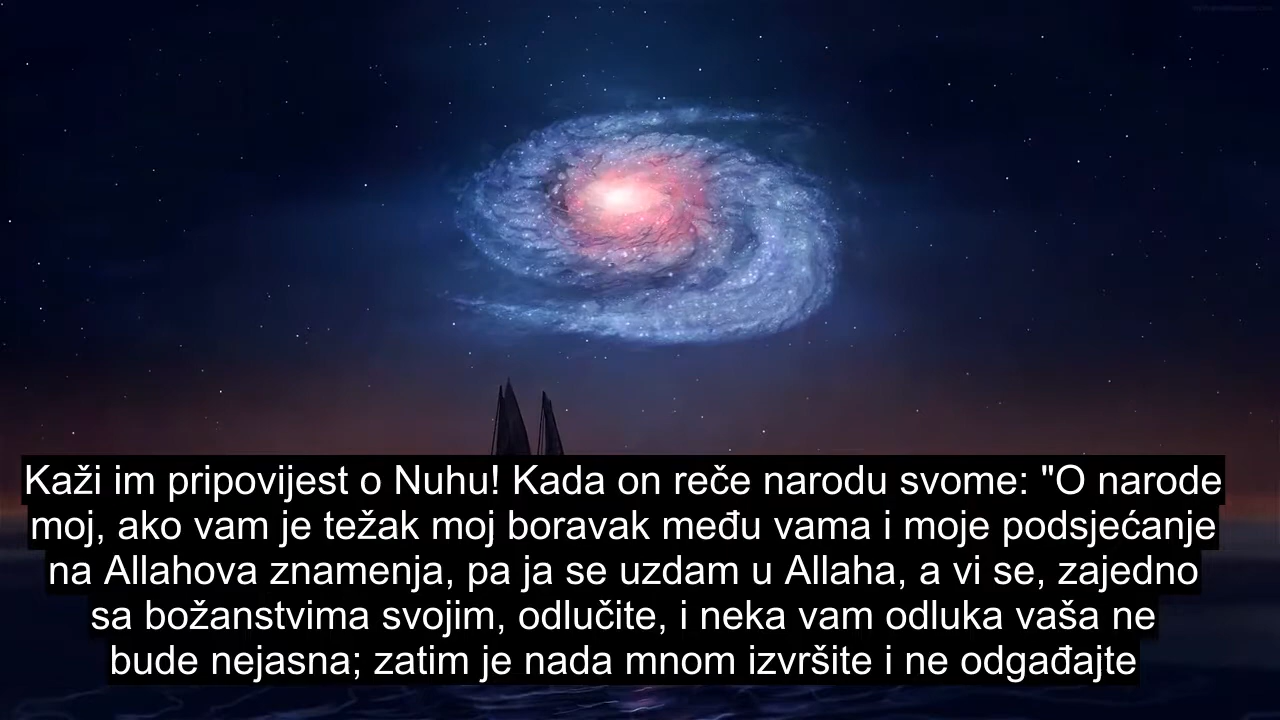 Kaži im pripovijest o Nuhu! Kada on reče narodu svome: "O narode
moj, ako vam je težak moj boravak među vama i moje podsjećanje
na Allahova znamenja, pa ja se uzdam u Allaha, a vi se, zajedno
sa božanstvima svojim, odlučite, i neka vam odluka vaša ne
bude nejasna; zatim je nada mnom izvršite i ne odgađajte